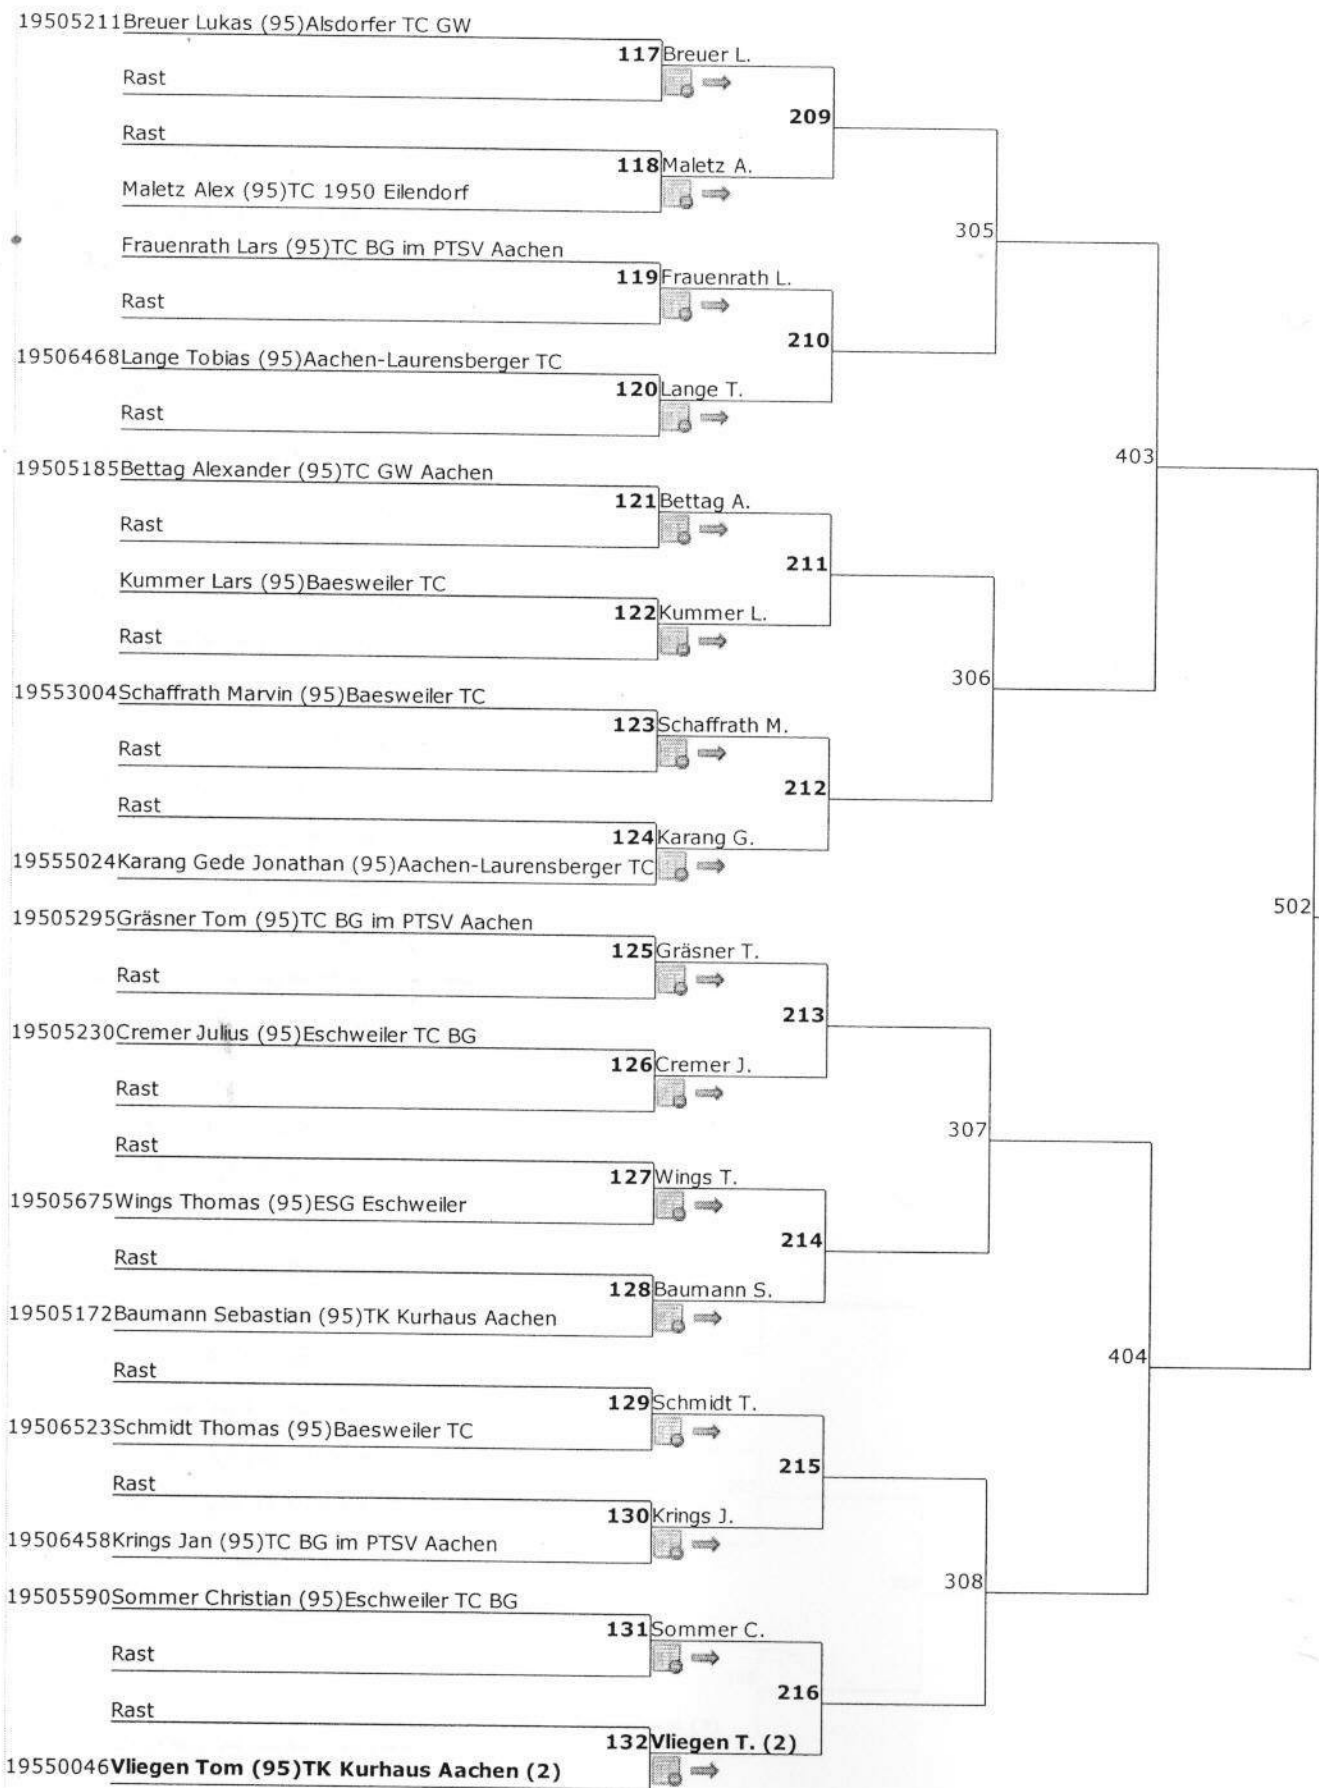 19505211 Breuer Lukas (95)Alsdorfer TC GW
117 Breuer L.
Rast
209
Rast
118 Maletz A.
Maletz Alex (95)TC 1950 Eilendorf
305
Frauenrath Lars (95)TC BG im PTSV Aachen
119 Frauenrath L.
Rast
210
19506468 Lange Tobias (95)Aachen-Laurensberger TC
120 Lange T.
Rast
403
19505185 Bettag Alexander (95)TC GW Aachen
121 Bettag A.
Rast
211
Kummer Lars (95)Baesweiler TC
122 Kummer L.
Rast
306
19553004 Schaffrath Marvin (95)Baesweiler TC
123 Schaffrath M.
Rast
212
Rast
124 Karang G.
19555024 Karang Gede Jonathan (95)Aachen-Laurensberger TC
502
19505295 Gräsner Tom (95)TC BG im PTSV Aachen
125 Gräsner T.
Rast
213
19505230 Cremer Julius (95)Eschweiler TC BG
126 Cremer J.
Rast
307
Rast
127 Wings T.
19505675 Wings Thomas (95)ESG Eschweiler
214
Rast
128 Baumann S.
19505172 Baumann Sebastian (95)TK Kurhaus Aachen
404
Rast
129 Schmidt T.
19506523 Schmidt Thomas (95)Baesweiler TC
215
Rast
130 Krings J.
19506458 Krings Jan (95)TC BG im PTSV Aachen
308
19505590 Sommer Christian (95)Eschweiler TC BG
131 Sommer C.
Rast
216
Rast
132 Vliegen T. (2)
19550046 Vliegen Tom (95)TK Kurhaus Aachen (2)